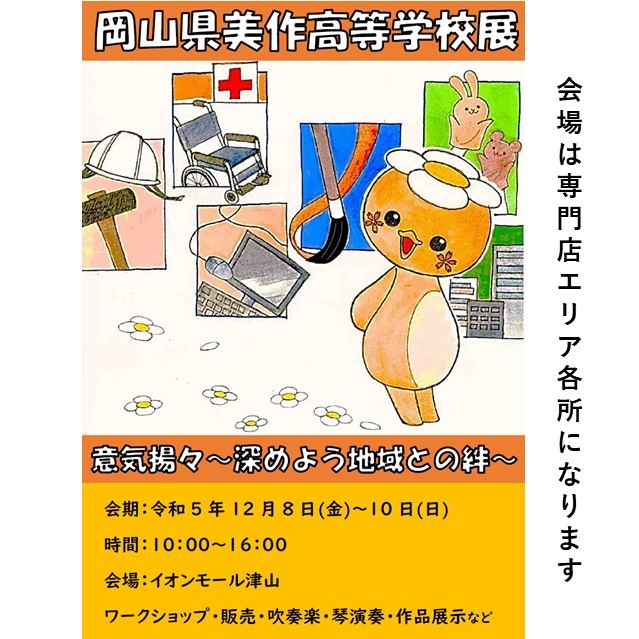 岡山県美作高等学校展
会場は専門店エリア各所になります
意気揚々～深めよう地域との絆～
会期：令和5年12月8日(金)～10日(日)
時間：10：00～16：00
会場：イオンモール津山
ワークショップ・販売・吹奏楽・琴演奏・作品展示など